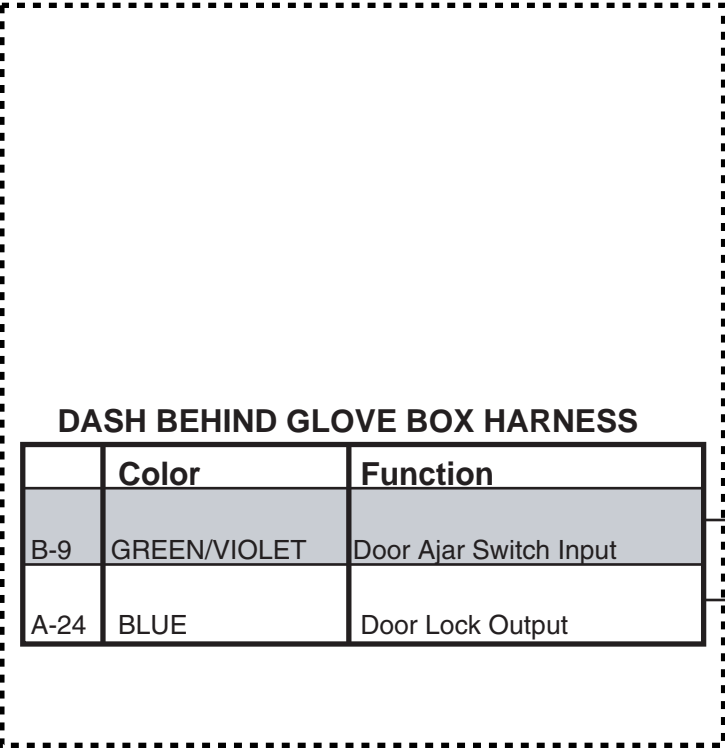 DASH BEHIND GLOVE BOX HARNESS
Color Function
B-9 GREEN/VIOLET Door Ajar Switch Input
A-24 BLUE Door Lock Output